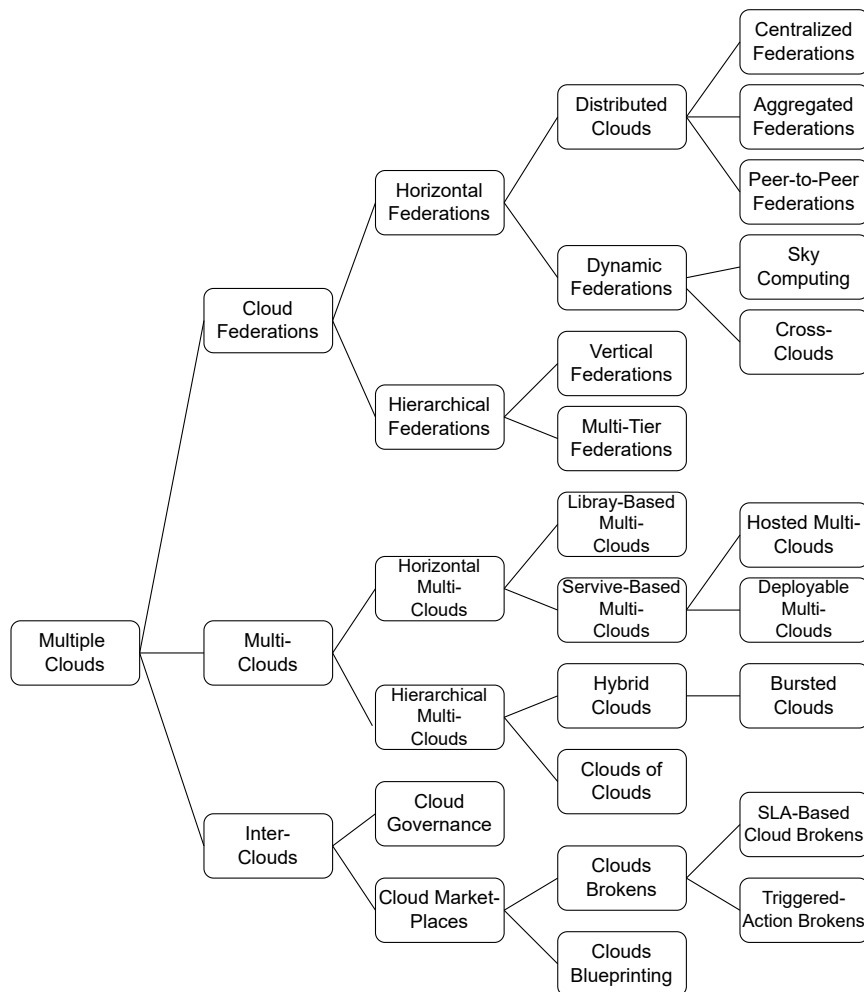 Centralized
Federations
Distributed
Clouds
Aggregated
Federations
Peer-to-Peer
Federations
Horizontal
Federations
Dynamic
Federations
Sky
Computing
Cross-
Clouds
Cloud
Federations
Vertical
Federations
Hierarchical
Federations
Multi-Tier
Federations
Libray-Based
Multi-
Clouds
Hosted Multi-
Clouds
Horizontal
Multi-
Clouds
Servive-Based
Multi-
Clouds
Deployable
Multi-
Clouds
Multiple
Clouds
Multi-
Clouds
Hierarchical
Multi-
Clouds
Hybrid
Clouds
Bursted
Clouds
Clouds of
Clouds
Cloud
Governance
Inter-
Clouds
SLA-Based
Cloud Brokens
Clouds
Brokens
Cloud Market-
Places
Triggered-
Action Brokens
Clouds
Blueprinting